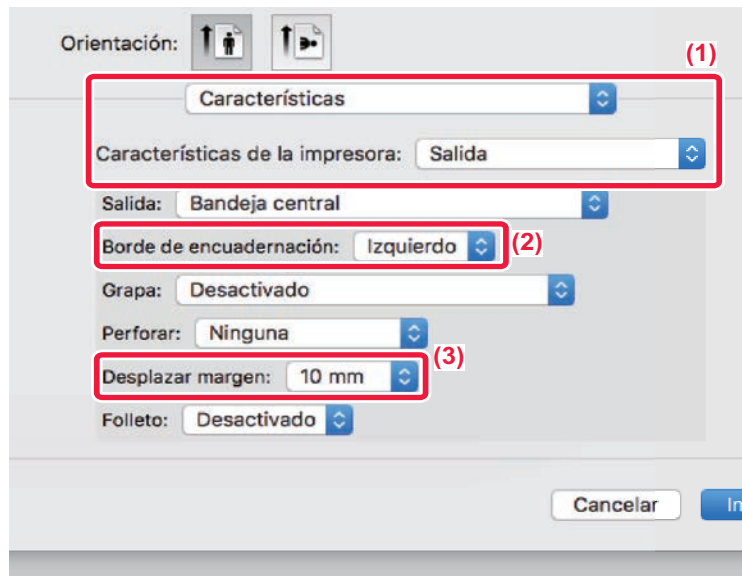 Orientación:
(1)
Características
Características de la impresora: Salida
Salida: Bandeja central
Borde de encuadernación: Izquierdo (2)
Grapa: Desactivado
Perforar: Ninguna
Desplazar margen: 10 mm (3)
Folleto: Desactivado
Cancelar In